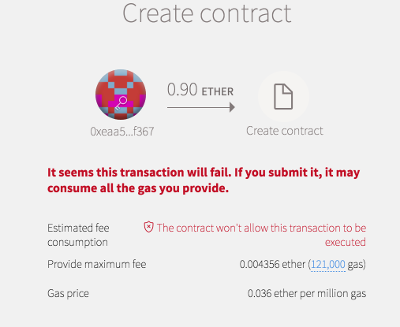 Create contract
0.90 ETHER
0xeaa5...f367
Create contract
It seems this transaction will fail. If you submit it, it may
consume all the gas you provide.
Estimated fee
consumption
The contract won't allow this transaction to be
executed
Provide maximum fee
0.004356 ether (121,000 gas)
Gas price
0.036 ether per million gas